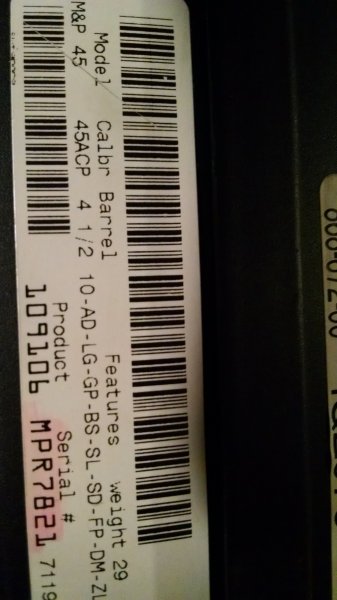 Model Calbr Barrel Features weight 29
M&P 45 45ACP 4 1/2 10-AD-LG-GP-BS-SL-SD-FP-DM-ZL
Product Serial #
109106 MPR7821 7119